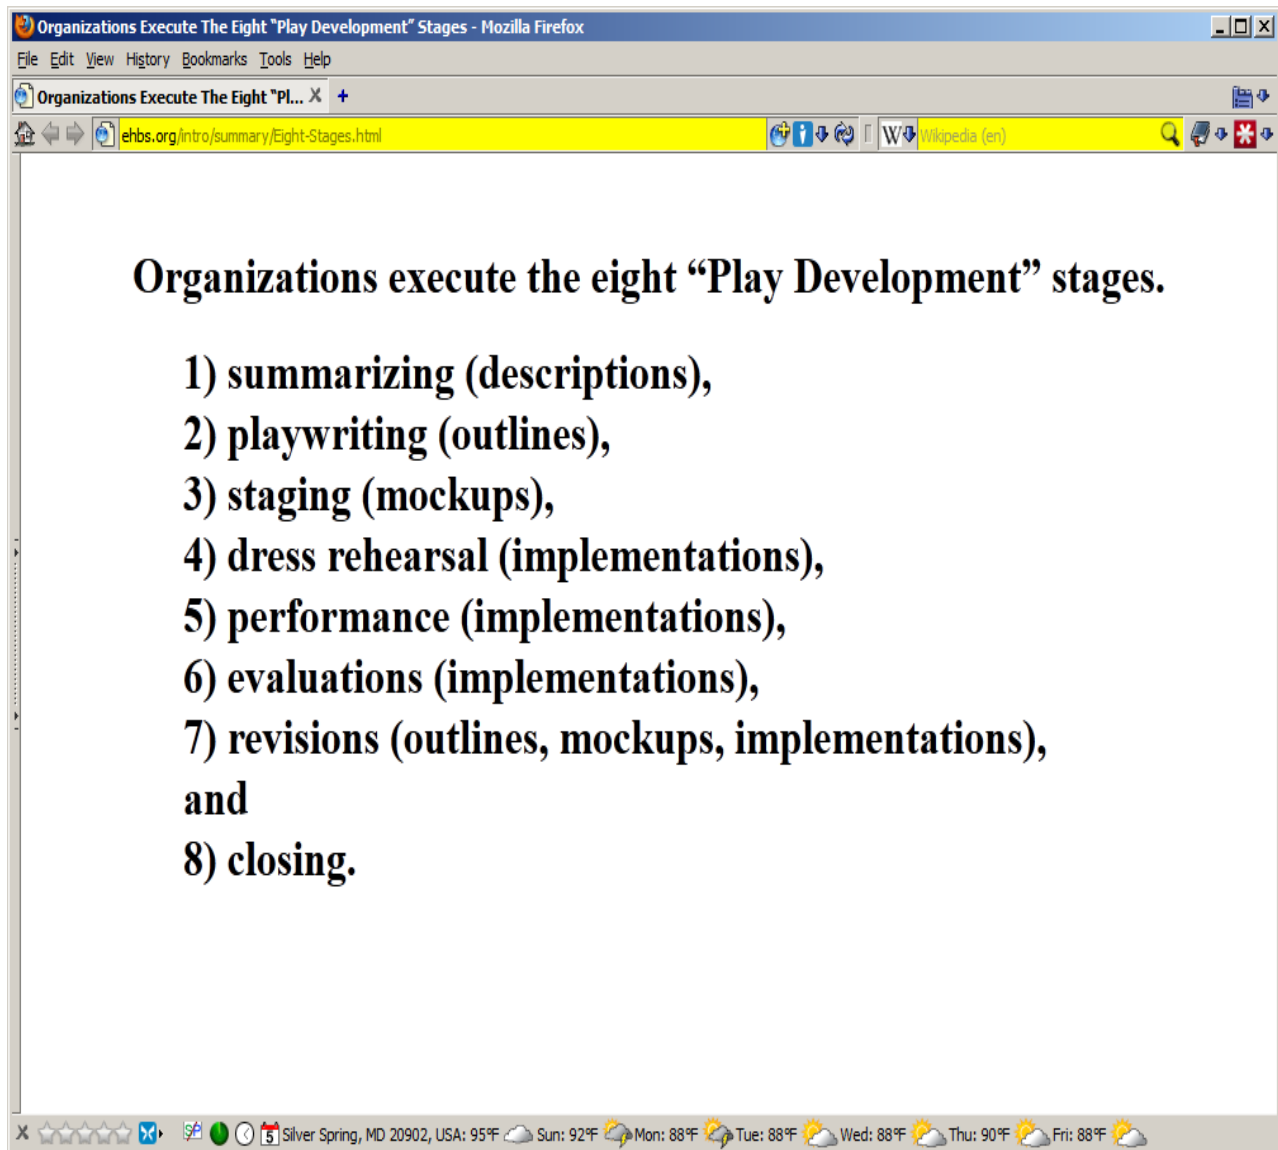 Organizations Execute The Eight “Play Development” Stages - Mozilla Firefox
File Edit View History Bookmarks Tools Help
Organizations Execute The Eight “Pl... X +
ehbs.org/intro/summary/Eight-Stages.html W Wikipedia (en)
Organizations execute the eight “Play Development” stages.
1) summarizing (descriptions),
2) playwriting (outlines),
3) staging (mockups),
4) dress rehearsal (implementations),
5) performance (implementations),
6) evaluations (implementations),
7) revisions (outlines, mockups, implementations),
and
8) closing.
X SP 5 Silver Spring, MD 20902, USA: 95°F Sun: 92°F Mon: 88°F Tue: 88°F Wed: 88°F Thu: 90°F Fri: 88°F